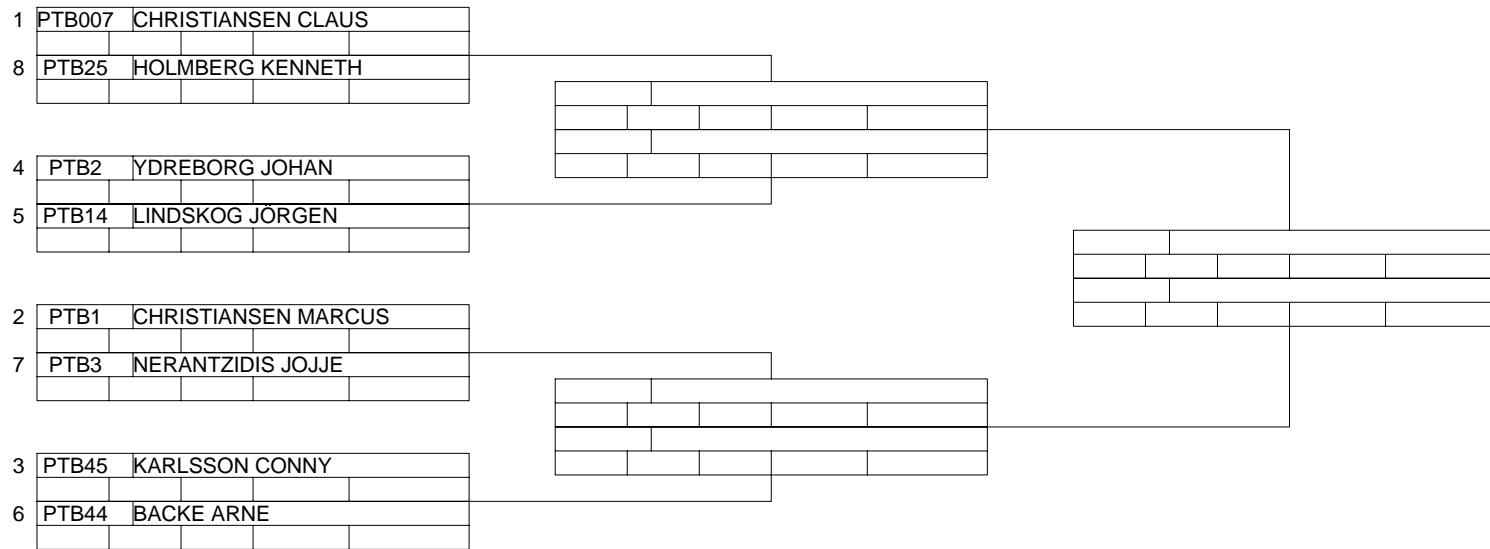 1 PTB007 CHRISTIANSEN CLAUS
8 PTB25 HOLMBERG KENNETH
4 PTB2 YDREBORG JOHAN
5 PTB14 LINDSKOG JÖRGEN
2 PTB1 CHRISTIANSEN MARCUS
7 PTB3 NERANTZIDIS JOJJE
3 PTB45 KARLSSON CONNY
6 PTB44 BACKE ARNE